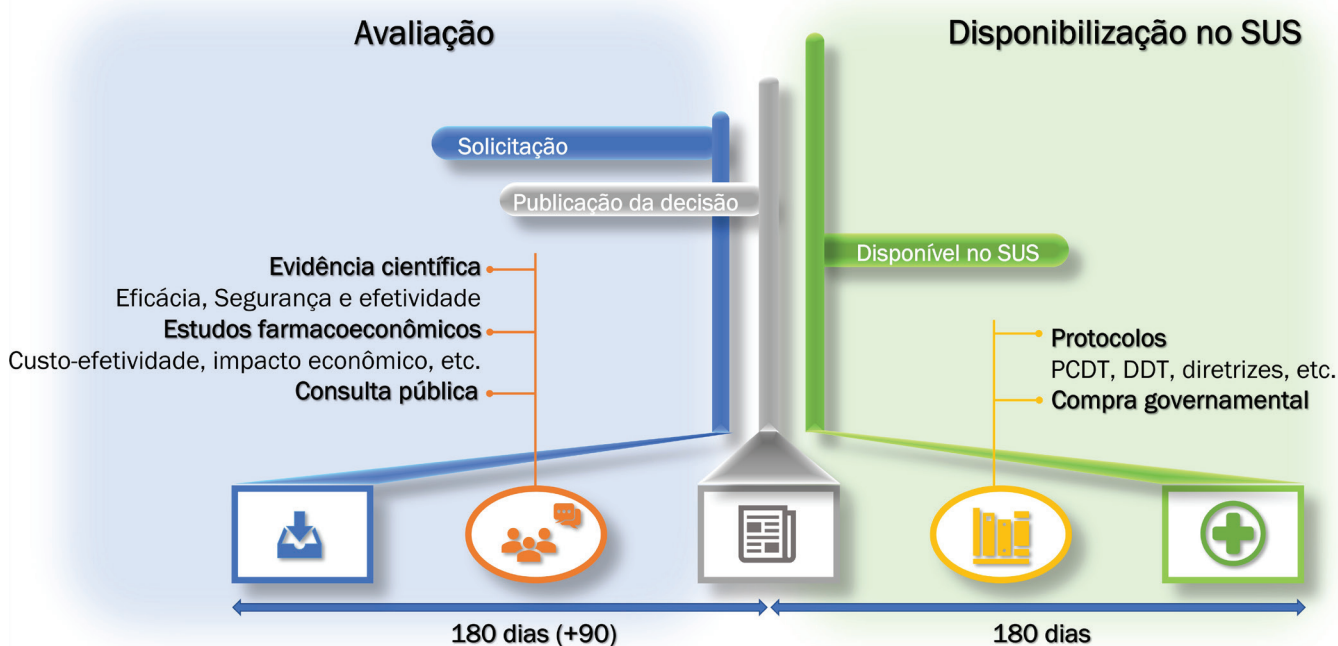 Avaliação
Disponibilização no SUS
Solicitação
Publicação da decisão
Disponível no SUS
Evidência científica
Eficácia, Segurança e efetividade
Estudos farmacoeconômicos
Custo-efetividade, impacto econômico, etc.
Consulta pública
Protocolos
PCDT, DDT, diretrizes, etc.
Compra governamental
180 dias (+90)
180 dias